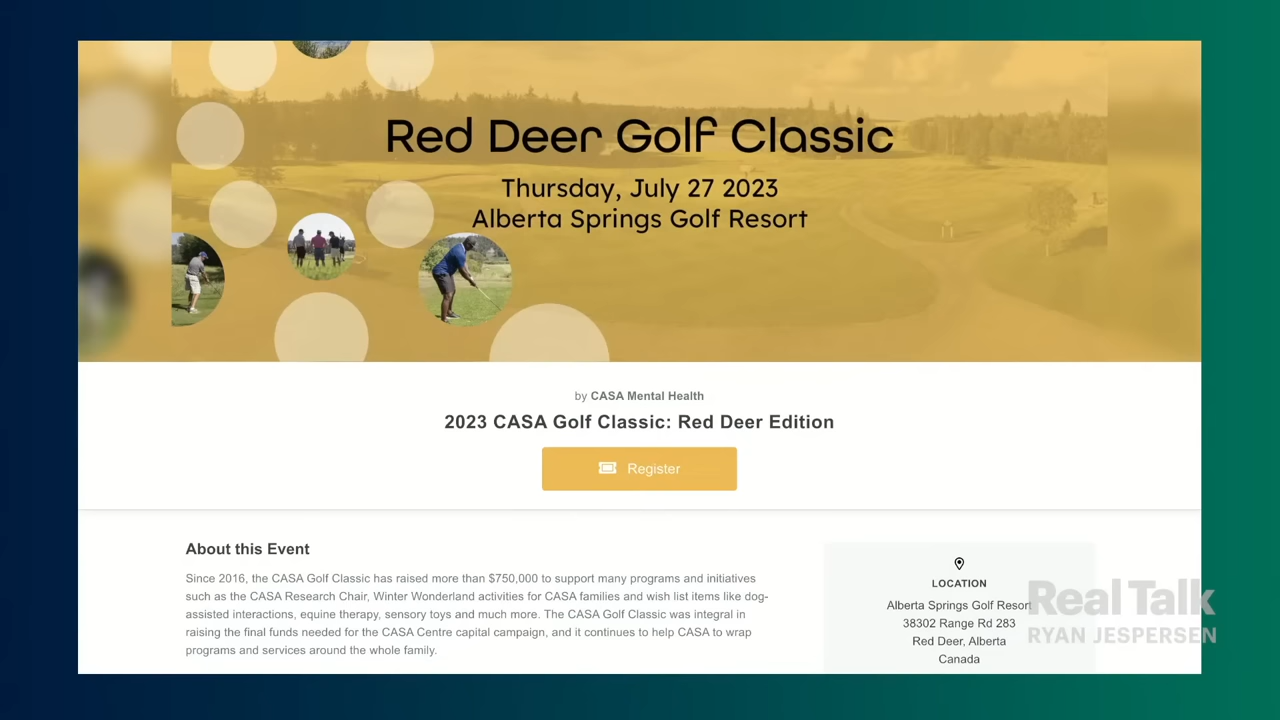 Red Deer Golf Classic
Thursday, July 27 2023
Alberta Springs Golf Resort
by CASA Mental Health
2023 CASA Golf Classic: Red Deer Edition
Register
About this Event
Since 2016, the CASA Golf Classic has raised more than $750,000 to support many programs and initiatives
such as the CASA Research Chair, Winter Wonderland activities for CASA families and wish list items like dog-
assisted interactions, equine therapy, sensory toys and much more. The CASA Golf Classic was integral in
raising the final funds needed for the CASA Centre capital campaign, and it continues to help CASA to wrap
programs and services around the whole family.
LOCATION
Alberta Springs Golf Resort
38302 Range Rd 283
Red Deer, Alberta
Canada
Real Talk
RYAN JESPERSEN